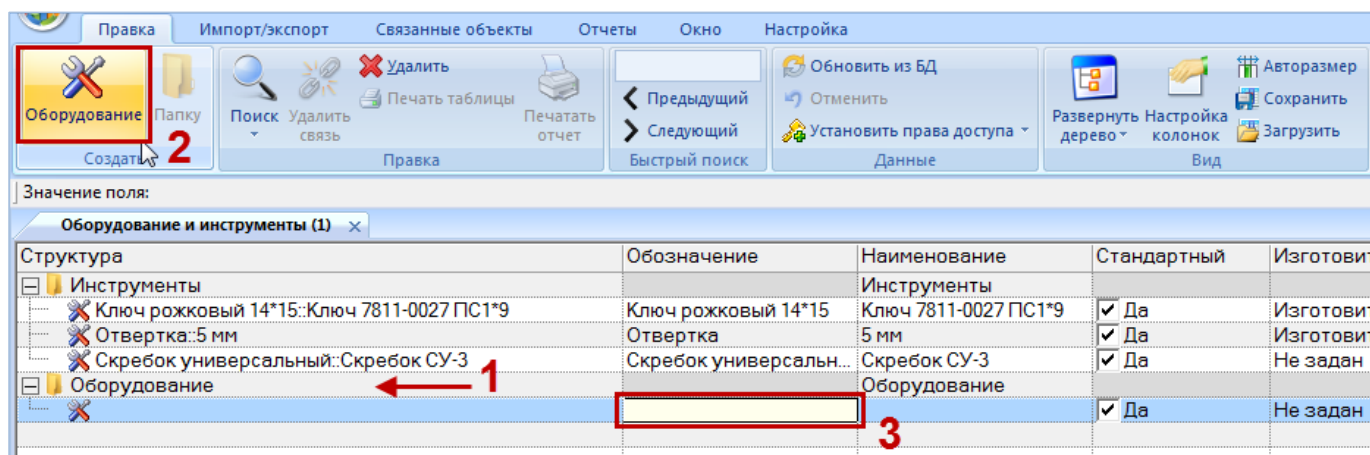 Правка Импорт/экспорт Связанные объекты Отчеты Окно Настройка
Оборудование Папку
Создать
2
Поиск Удалить связь
Удалить
Печать таблицы
Печатать отчет
Правка
Предыдущий
Следующий
Быстрый поиск
Обновить из БД
Отменить
Установить права доступа
Данные
Развернуть дерево Настройка колонок
Авторазмер
Сохранить
Загрузить
Вид
Значение поля:
Оборудование и инструменты (1)
Структура Обозначение Наименование Стандартный Изготовит
Инструменты Инструменты
Ключ рожковый 14*15::Ключ 7811-0027 ПС1*9 Ключ рожковый 14*15 Ключ 7811-0027 ПС1*9 Да Изготовит
Отвертка::5 мм Отвертка 5 мм Да Изготовит
Скребок универсальный::Скребок СУ-3 Скребок универсальн... Скребок СУ-3 Да Не задан
Оборудование 1 Оборудование
Да Не задан
3